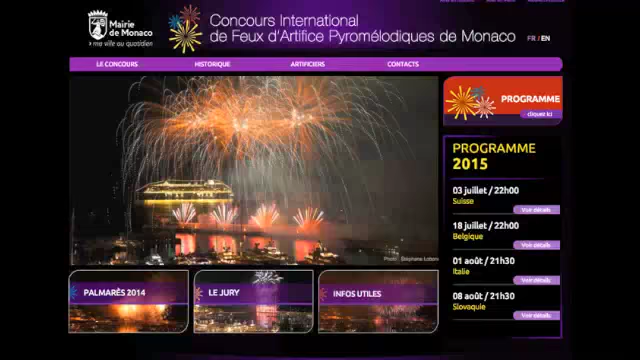 Mairie
de Monaco
ma ville au quotidien
Concours International
de Feux d'Artifice Pyromélodiques de Monaco
FR / EN
LE CONCOURS
HISTORIQUE
ARTIFICIERS
CONTACTS
PROGRAMME
cliquez ici
PROGRAMME
2015
03 juillet / 22h00
Suisse
Voir détails
18 juillet / 22h00
Belgique
Voir détails
01 août / 21h30
Italie
Voir détails
08 août / 21h30
Slovaquie
Voir détails
Photo :
PALMARÈS 2014
LE JURY
INFOS UTILES